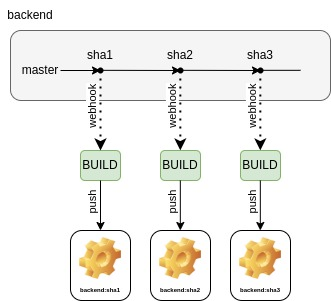 backend
sha1 sha2 sha3
master
webhook webhook webhook
BUILD BUILD BUILD
push push push
backend:sha1 backend:sha2 backend:sha3